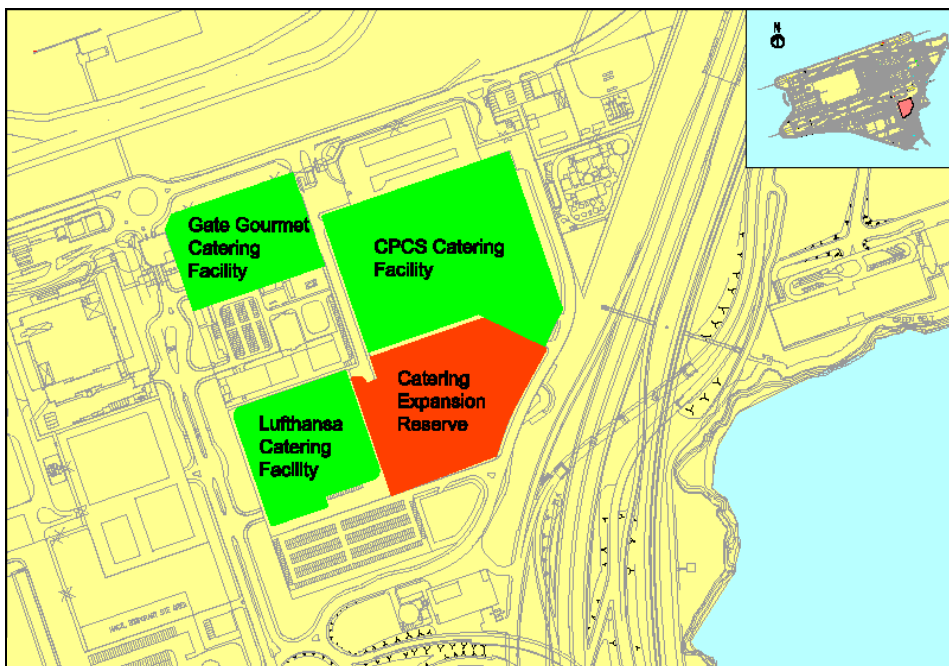 N
Gate Gourmet
Catering
Facility
CPCS Catering
Facility
Catering
Expansion
Reserve
Lufthansa
Catering
Facility